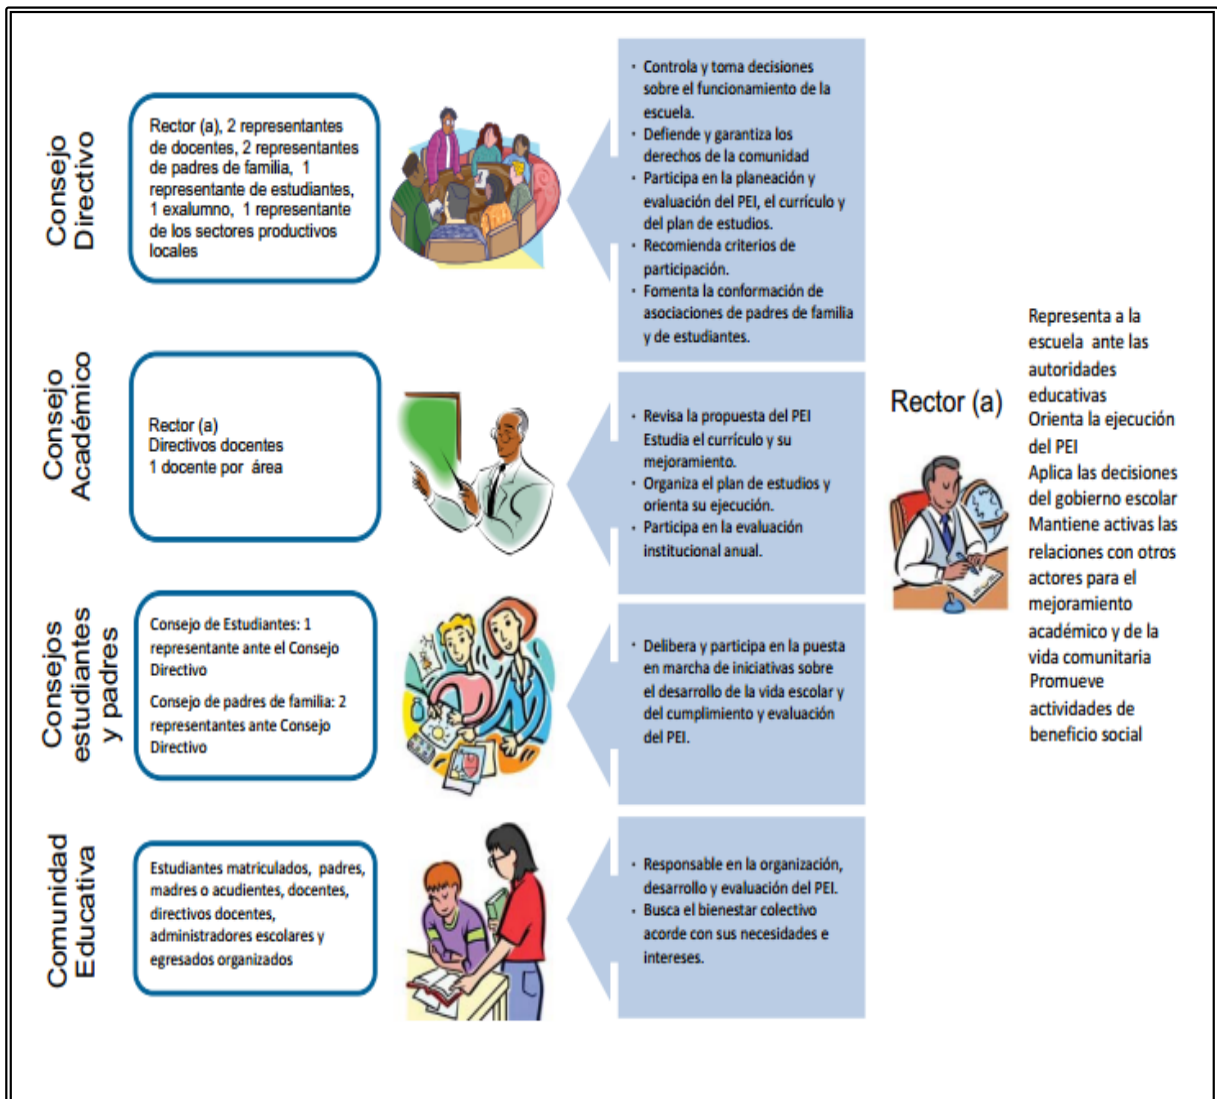 Consejo
Directivo
Rector (a), 2 representantes
de docentes, 2 representantes
de padres de familia, 1
representante de estudiantes,
1 exalumno, 1 representante
de los sectores productivos
locales
· Controla y toma decisiones
sobre el funcionamiento de la
escuela.
· Defiende y garantiza los
derechos de la comunidad
· Participa en la planeación y
evaluación del PEI, el currículo y
del plan de estudios.
· Recomienda criterios de
participación.
· Fomenta la conformación de
asociaciones de padres de familia
y de estudiantes.
Consejo
Académico
Rector (a)
Directivos docentes
1 docente por área
· Revisa la propuesta del PEI
Estudia el currículo y su
mejoramiento.
· Organiza el plan de estudios y
orienta su ejecución.
· Participa en la evaluación
institucional anual.
Consejos
estudiantes
y padres
Consejo de Estudiantes: 1
representante ante el Consejo
Directivo
Consejo de padres de familia: 2
representantes ante Consejo
Directivo
· Delibera y participa en la puesta
en marcha de iniciativas sobre
el desarrollo de la vida escolar y
del cumplimiento y evaluación
del PEI.
Comunidad
Educativa
Estudiantes matriculados, padres,
madres o acudientes, docentes,
directivos docentes,
administradores escolares y
egresados organizados
· Responsable en la organización,
desarrollo y evaluación del PEI.
· Busca el bienestar colectivo
acorde con sus necesidades e
intereses.
Rector (a)
Representa a la
escuela ante las
autoridades
educativas
Orienta la ejecución
del PEI
Aplica las decisiones
del gobierno escolar
Mantiene activas las
relaciones con otros
actores para el
mejoramiento
académico y de la
vida comunitaria
Promueve
actividades de
beneficio social